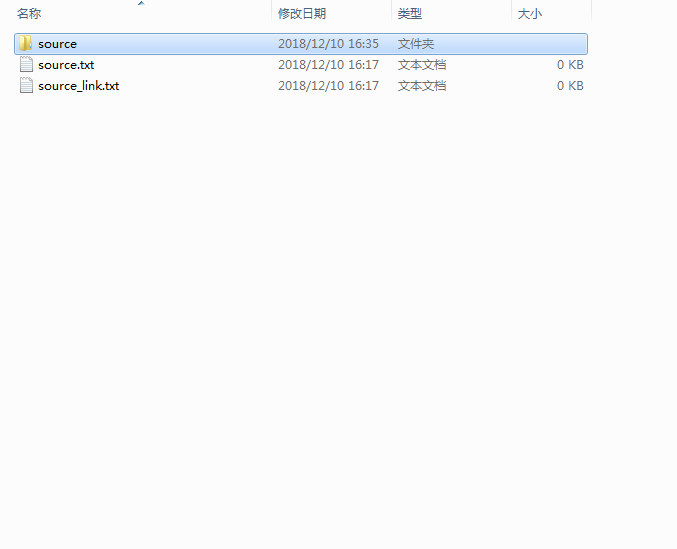 名称 修改日期 类型 大小
source 2018/12/10 16:35 文件夹
source.txt 2018/12/10 16:17 文本文档 0 KB
source_link.txt 2018/12/10 16:17 文本文档 0 KB